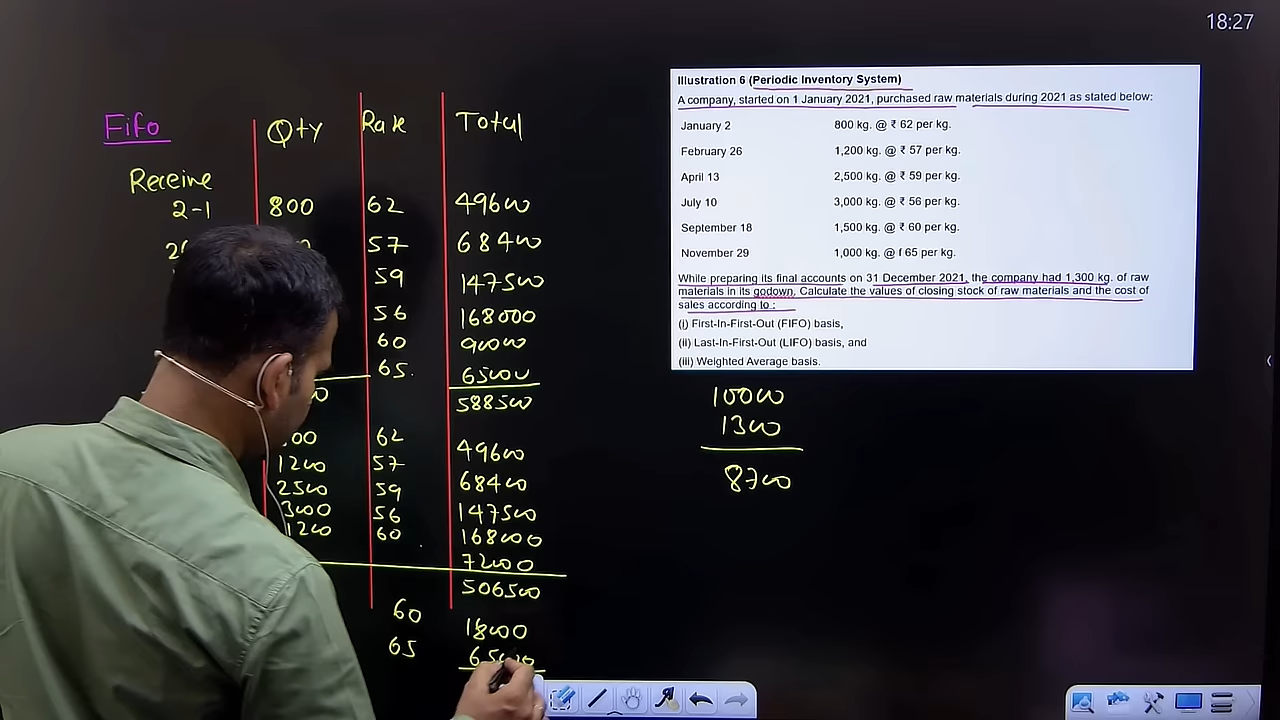 18:27
Fifo Qty Rate Total
Receive
2-1 800 62 49600
2 57 68400
59 147500
56 168000
60 90000
65. 65000
588500
62 49600
1200 57 68400
2500 59 147500
56 168000
1200 60 72000
506500
60 18000
65
Illustration 6 (Periodic Inventory System)
A company, started on 1 January 2021, purchased raw materials during 2021 as stated below:
January 2 800 kg. @ ₹ 62 per kg.
February 26 1,200 kg. @ ₹ 57 per kg.
April 13 2,500 kg. @ ₹ 59 per kg.
July 10 3,000 kg. @ ₹ 56 per kg.
September 18 1,500 kg. @ ₹ 60 per kg.
November 29 1,000 kg. @ f 65 per kg.
While preparing its final accounts on 31 December 2021, the company had 1,300 kg. of raw
materials in its godown. Calculate the values of closing stock of raw materials and the cost of
sales according to :
(i) First-In-First-Out (FIFO) basis,
(ii) Last-In-First-Out (LIFO) basis, and
(iii) Weighted Average basis.
10000
1300
8700